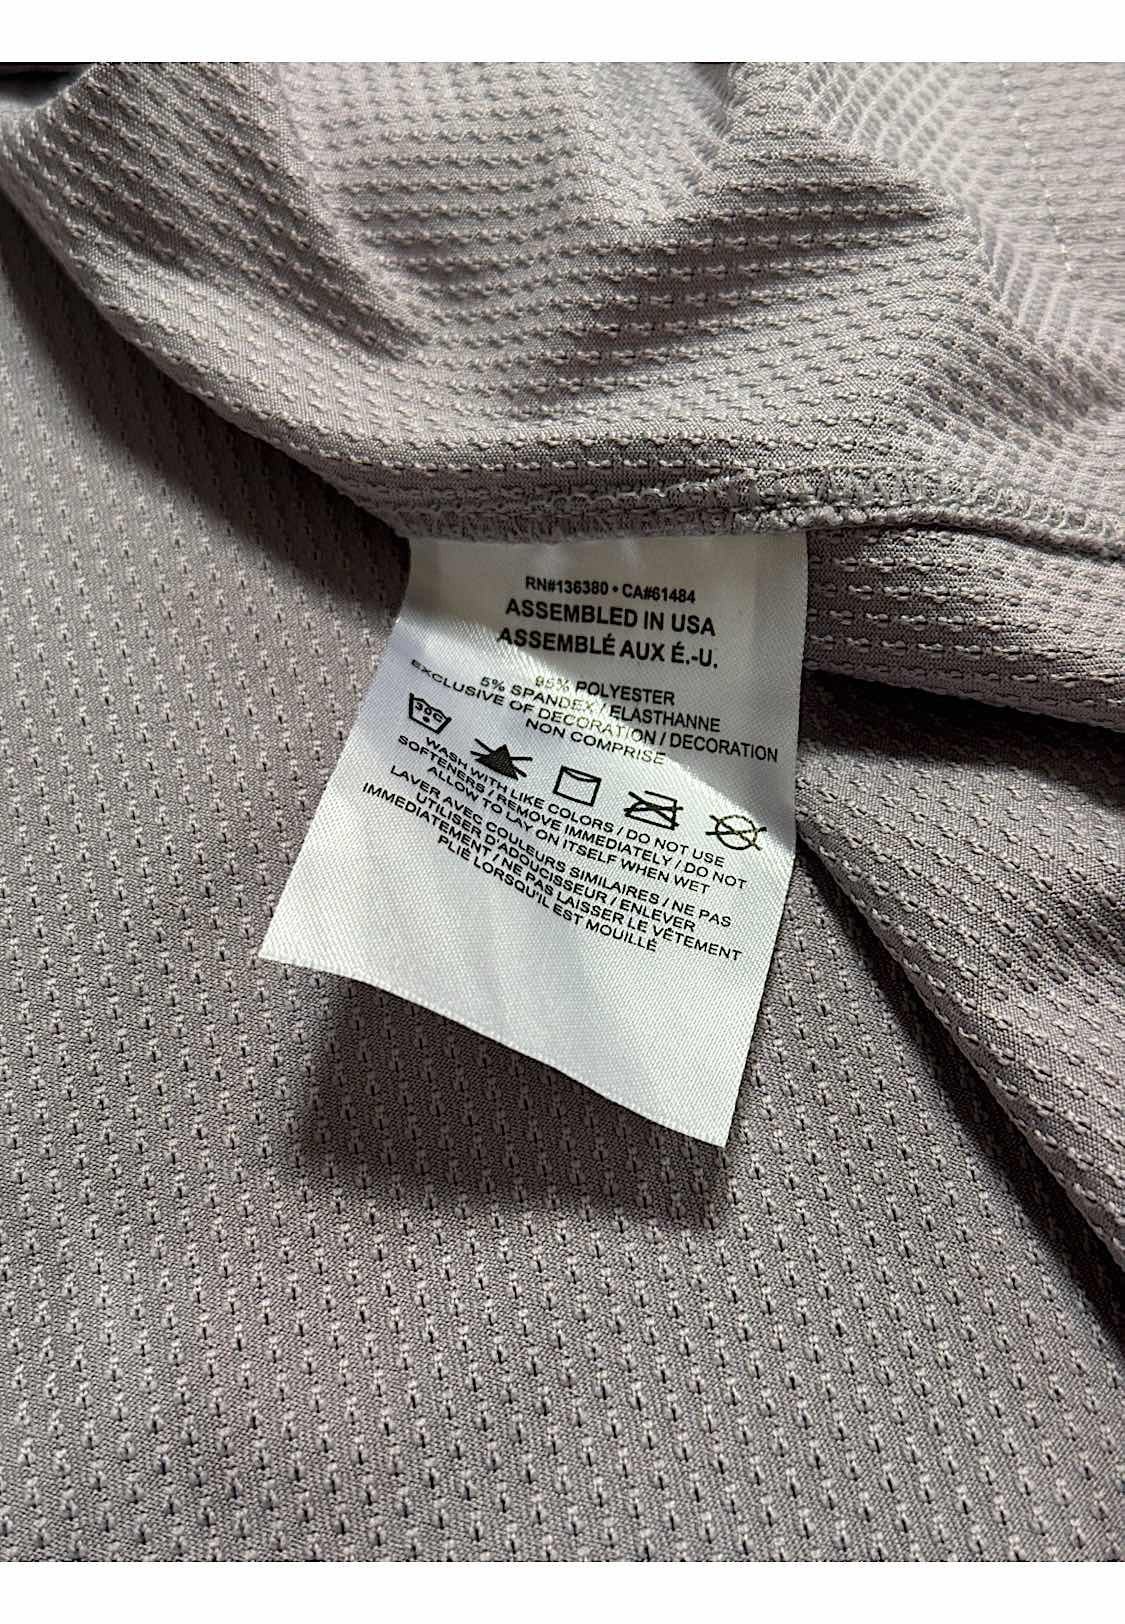 RN#136380 • CA#61484
ASSEMBLED IN USA
ASSEMBLÉ AUX É.-U.
95% POLYESTER
5% SPANDEX / ELASTHANNE
EXCLUSIVE OF DECORATION / DECORATION
NON COMPRISE
30C
WASH WITH LIKE COLORS / DO NOT USE
SOFTENERS / REMOVE IMMEDIATELY / DO NOT
ALLOW TO LAY ON ITSELF WHEN WET
LAVER AVEC COULEURS SIMILAIRES / NE PAS
UTILISER D'ADOUCISSEUR / ENLEVER
IMMEDIATEMENT / NE PAS LAISSER LE VÊTEMENT
PLIÉ LORSQU'IL EST MOUILLÉ